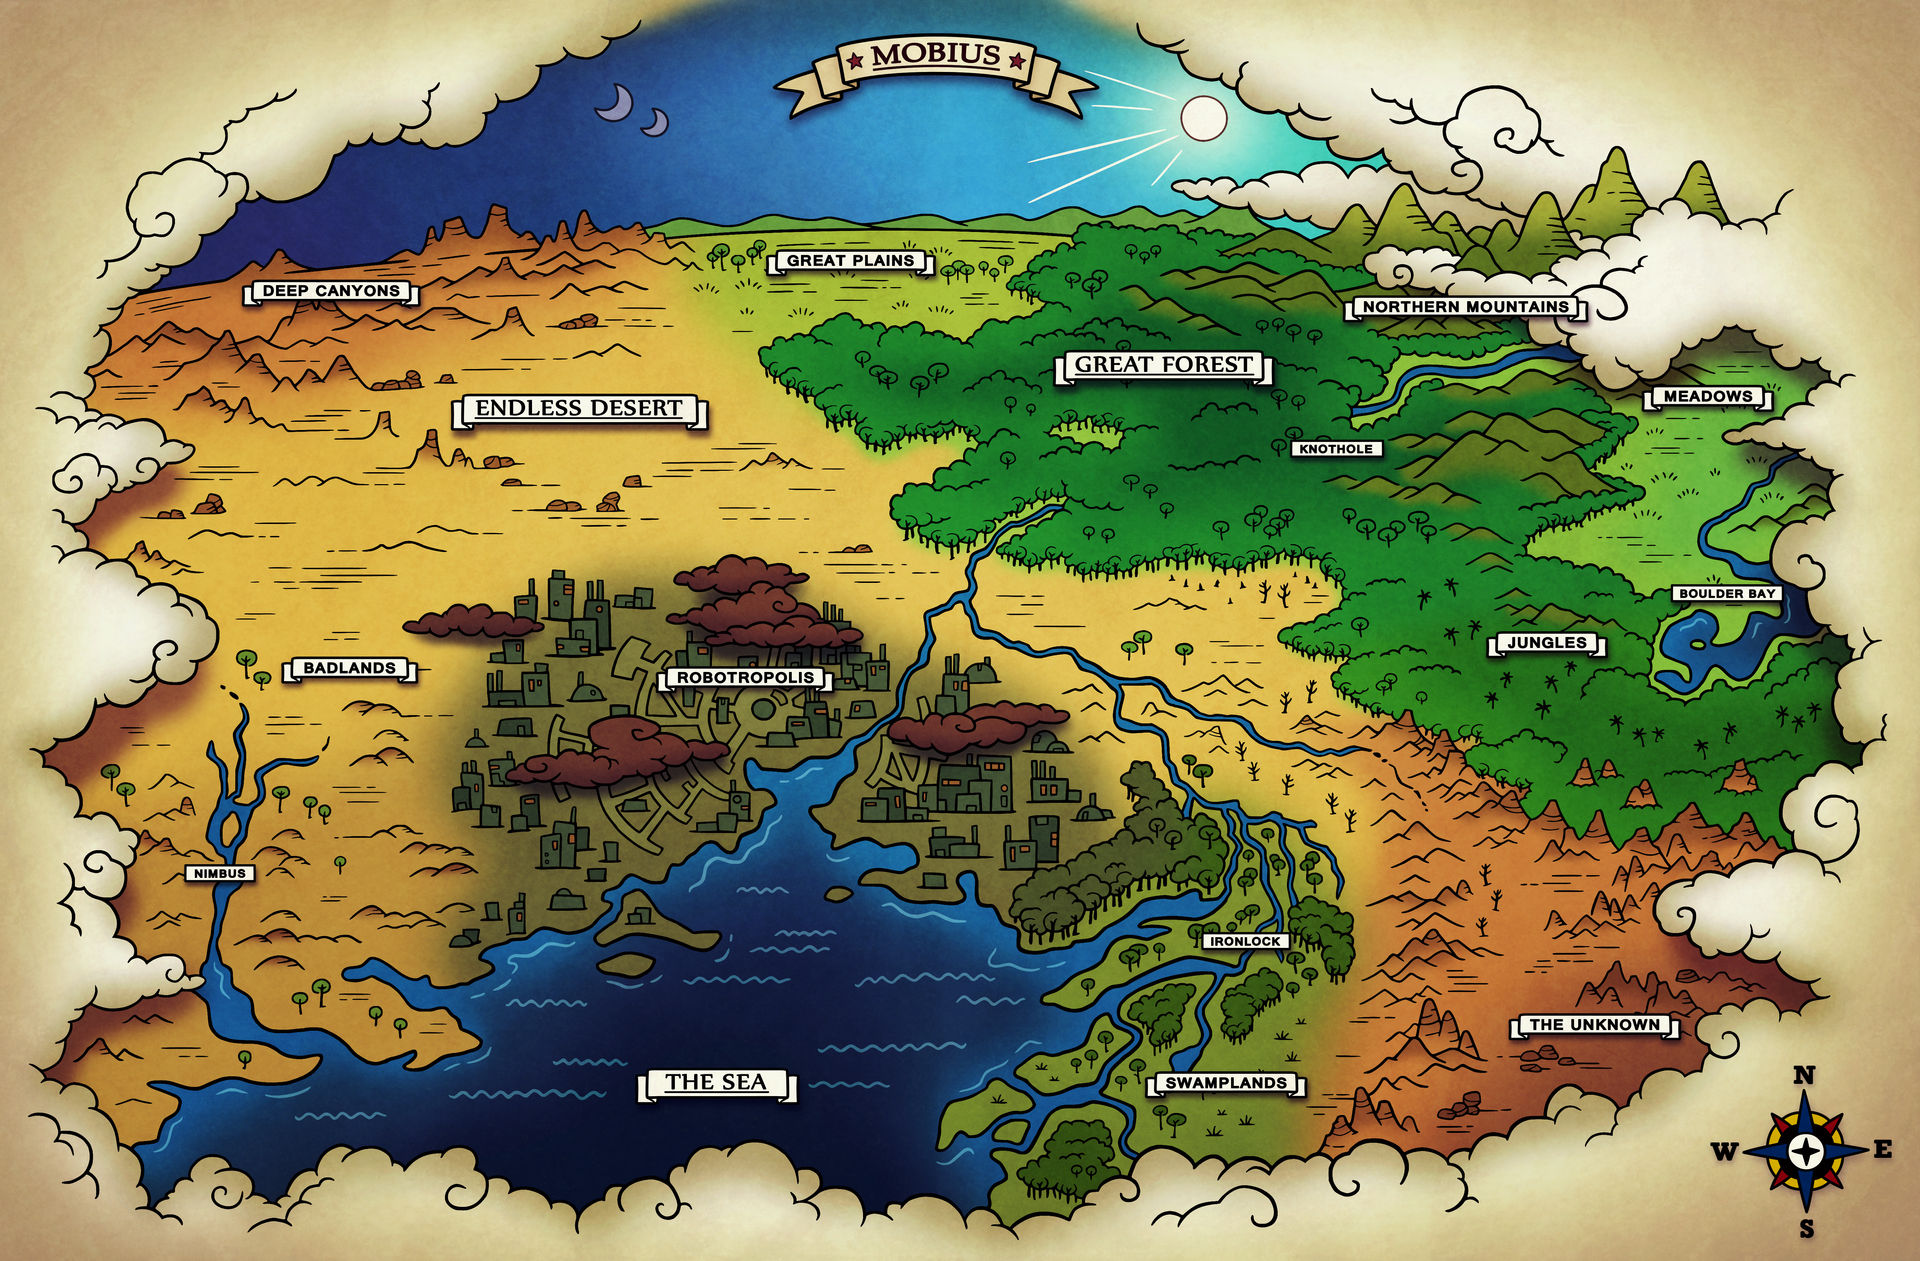 MOBIUS
GREAT PLAINS
DEEP CANYONS
NORTHERN MOUNTAINS
GREAT FOREST
MEADOWS
ENDLESS DESERT
KNOTHOLE
BOULDER BAY
JUNGLES
BADLANDS
ROBOTROPOLIS
NIMBUS
IRONLOCK
THE UNKNOWN
THE SEA
SWAMPLANDS
N
W
E
S